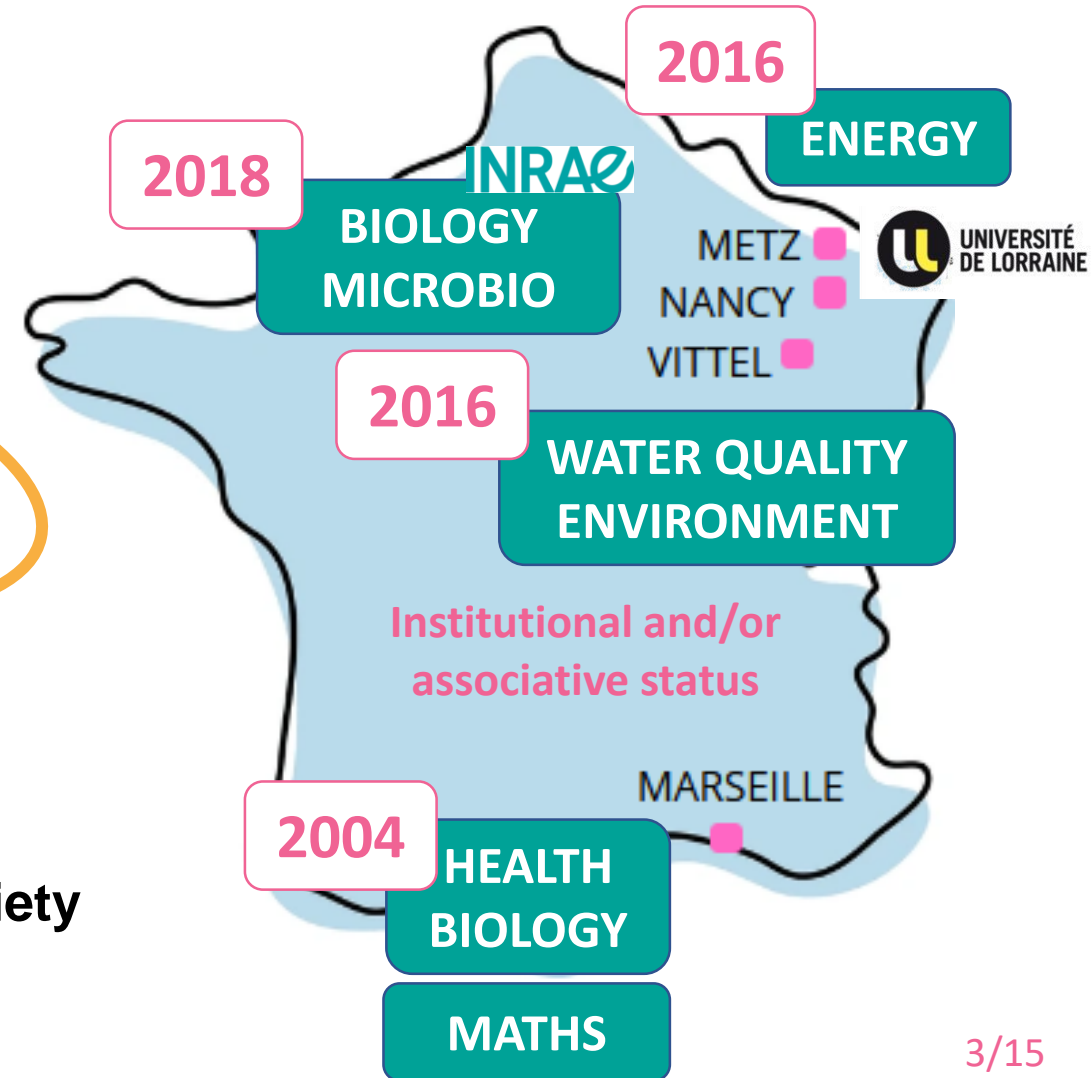 2016
ENERGY
2018
INRAE
BIOLOGY
MICROBIO
METZ
UNIVERSITÉ
DE LORRAINE
NANCY
VITTEL
2016
WATER QUALITY
ENVIRONMENT
Institutional and/or
associative status
MARSEILLE
2004
HEALTH
BIOLOGY
iety
MATHS
3/15